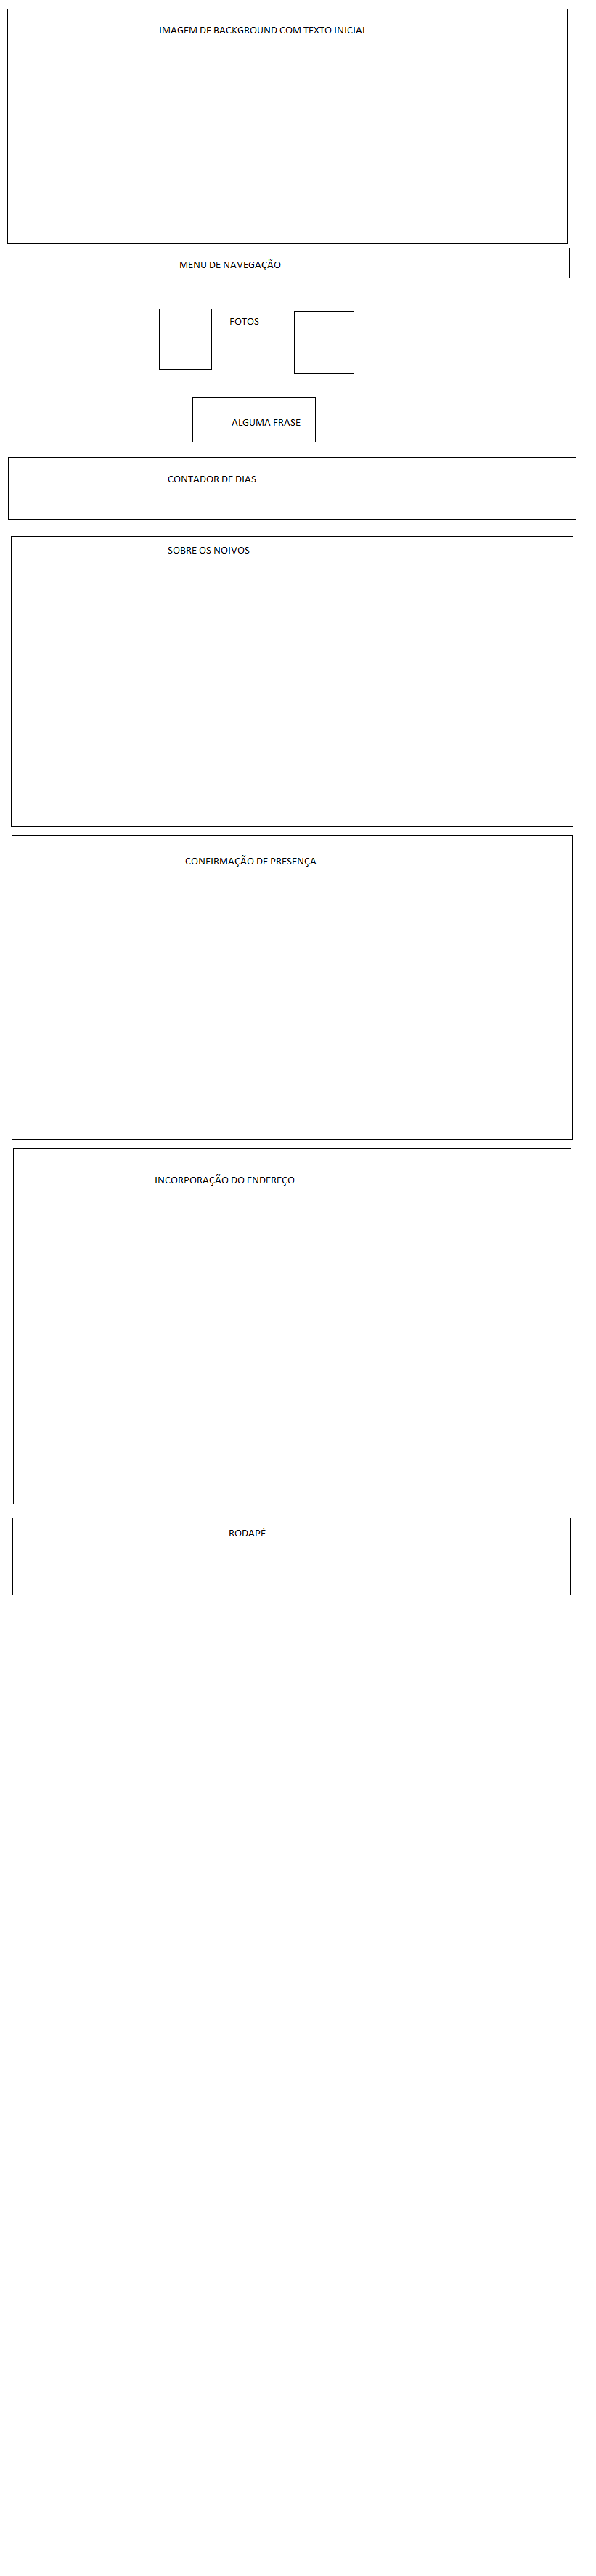 IMAGEM DE BACKGROUND COM TEXTO INICIAL
MENU DE NAVEGAÇÃO
FOTOS
ALGUMA FRASE
CONTADOR DE DIAS
SOBRE OS NOIVOS
CONFIRMAÇÃO DE PRESENÇA
INCORPORAÇÃO DO ENDEREÇO
RODAPÉ